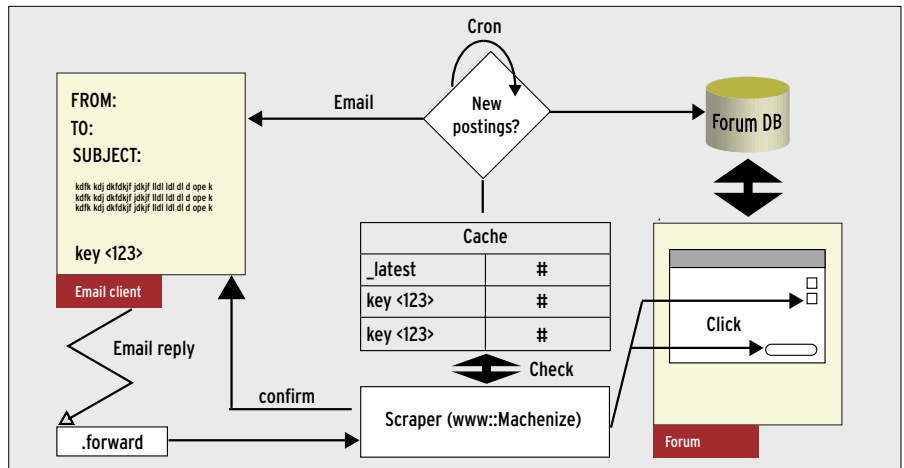 Cron
Email
New
postings?
Forum DB
FROM:
TO:
SUBJECT:
kdfk kdj dkfdkjf jdkjf lldl ldl dl d ope k
kdfk kdj dkfdkjf jdkjf lldl ldl dl d ope k
kdfk kdj dkfdkjf jdkjf lldl ldl dl d ope k
key <123>
Email client
Cache
_latest #
key <123> #
key <123> #
Click
Email reply
Check
confirm
Scraper (www::Machenize)
.forward
Forum